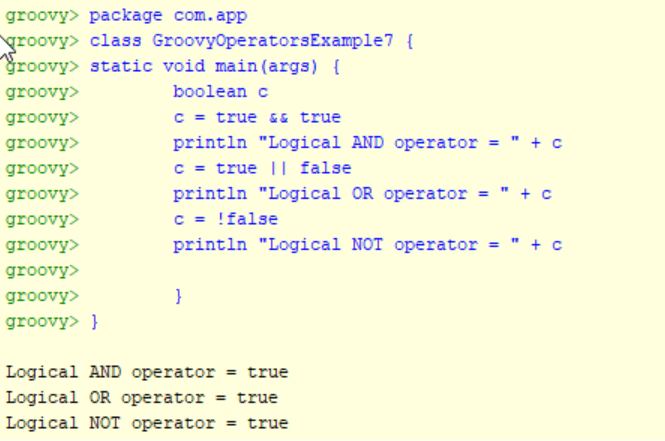 groovy> package com.app
groovy> class GroovyOperatorsExample7 {
groovy> static void main(args) {
groovy>         boolean c
groovy>         c = true && true
groovy>         println "Logical AND operator = " + c
groovy>         c = true || false
groovy>         println "Logical OR operator = " + c
groovy>         c = !false
groovy>         println "Logical NOT operator = " + c
groovy>
groovy>         }
groovy> }
Logical AND operator = true
Logical OR operator = true
Logical NOT operator = true